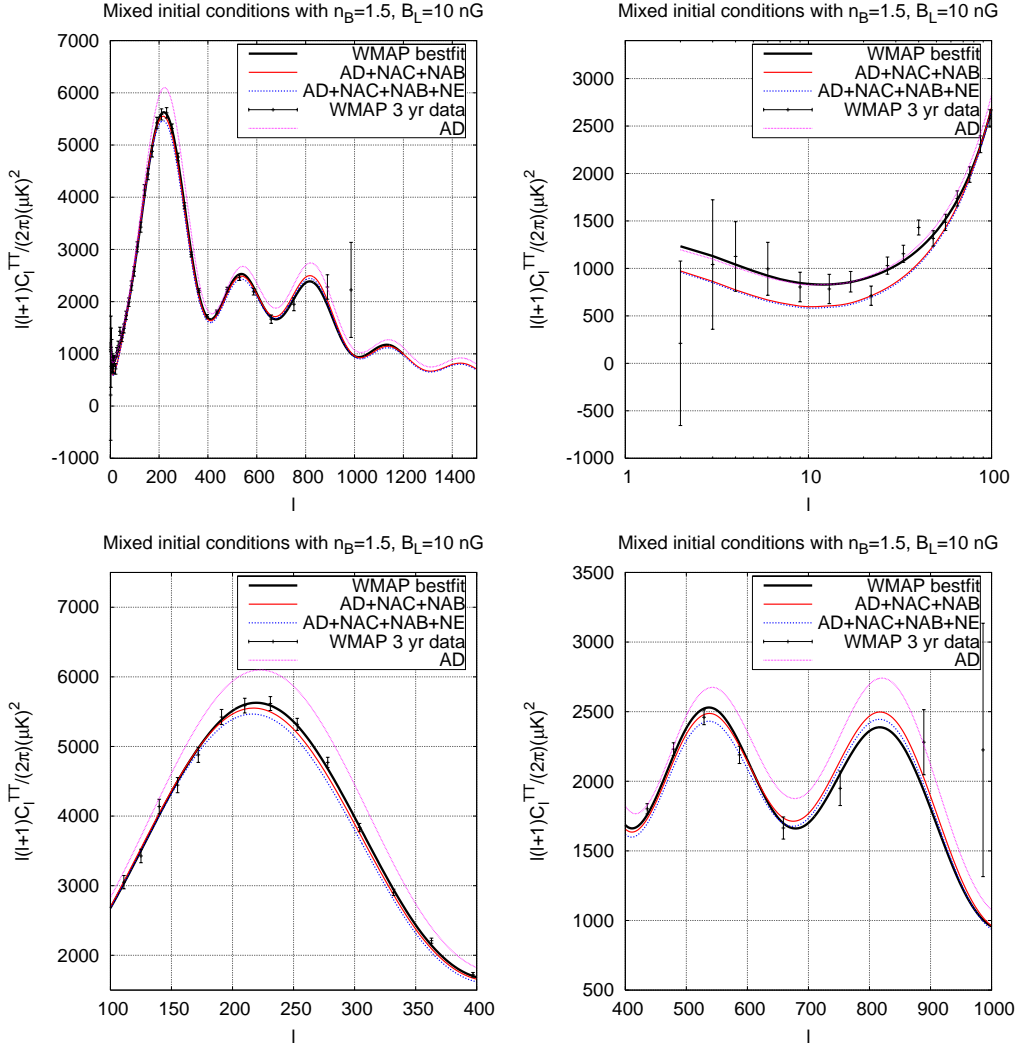 Mixed initial conditions with n_B=1.5, B_L=10 nG
7000
6000
5000
4000
3000
2000
1000
0
-1000
0 200 400 600 800 1000 1200 1400
l(l+1)C_l^TT/(2π)(μK)^2
l
WMAP bestfit
AD+NAC+NAB
AD+NAC+NAB+NE
WMAP 3 yr data
AD
Mixed initial conditions with n_B=1.5, B_L=10 nG
3000
2500
2000
1500
1000
500
0
-500
-1000
1 10 100
l(l+1)C_l^TT/(2π)(μK)^2
l
WMAP bestfit
AD+NAC+NAB
AD+NAC+NAB+NE
WMAP 3 yr data
AD
Mixed initial conditions with n_B=1.5, B_L=10 nG
7000
6000
5000
4000
3000
2000
100 150 200 250 300 350 400
l(l+1)C_l^TT/(2π)(μK)^2
l
WMAP bestfit
AD+NAC+NAB
AD+NAC+NAB+NE
WMAP 3 yr data
AD
Mixed initial conditions with n_B=1.5, B_L=10 nG
3500
3000
2500
2000
1500
1000
500
400 500 600 700 800 900 1000
l(l+1)C_l^TT/(2π)(μK)^2
l
WMAP bestfit
AD+NAC+NAB
AD+NAC+NAB+NE
WMAP 3 yr data
AD